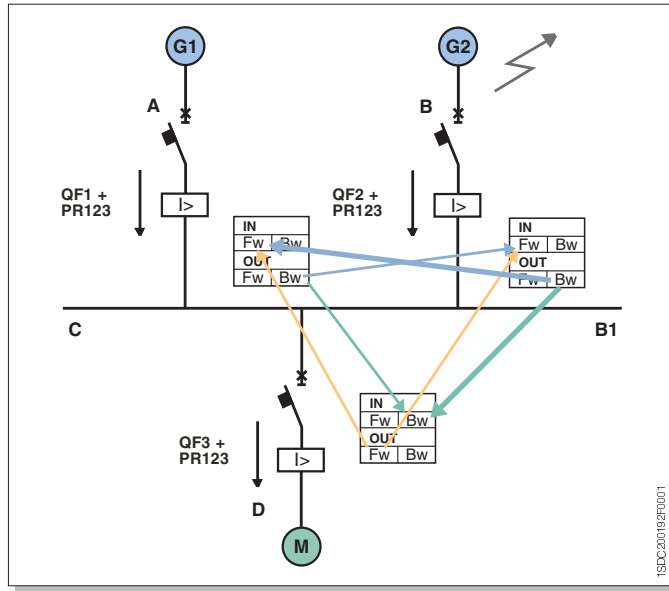 G1
G2
A
B
QF1 +
PR123
I>
QF2 +
PR123
I>
IN
Fw Bw
OUT
Fw Bw
IN
Fw Bw
OUT
Fw Bw
C
B1
IN
Fw Bw
OUT
Fw Bw
QF3 +
PR123
I>
D
M
1SDC200192F0001